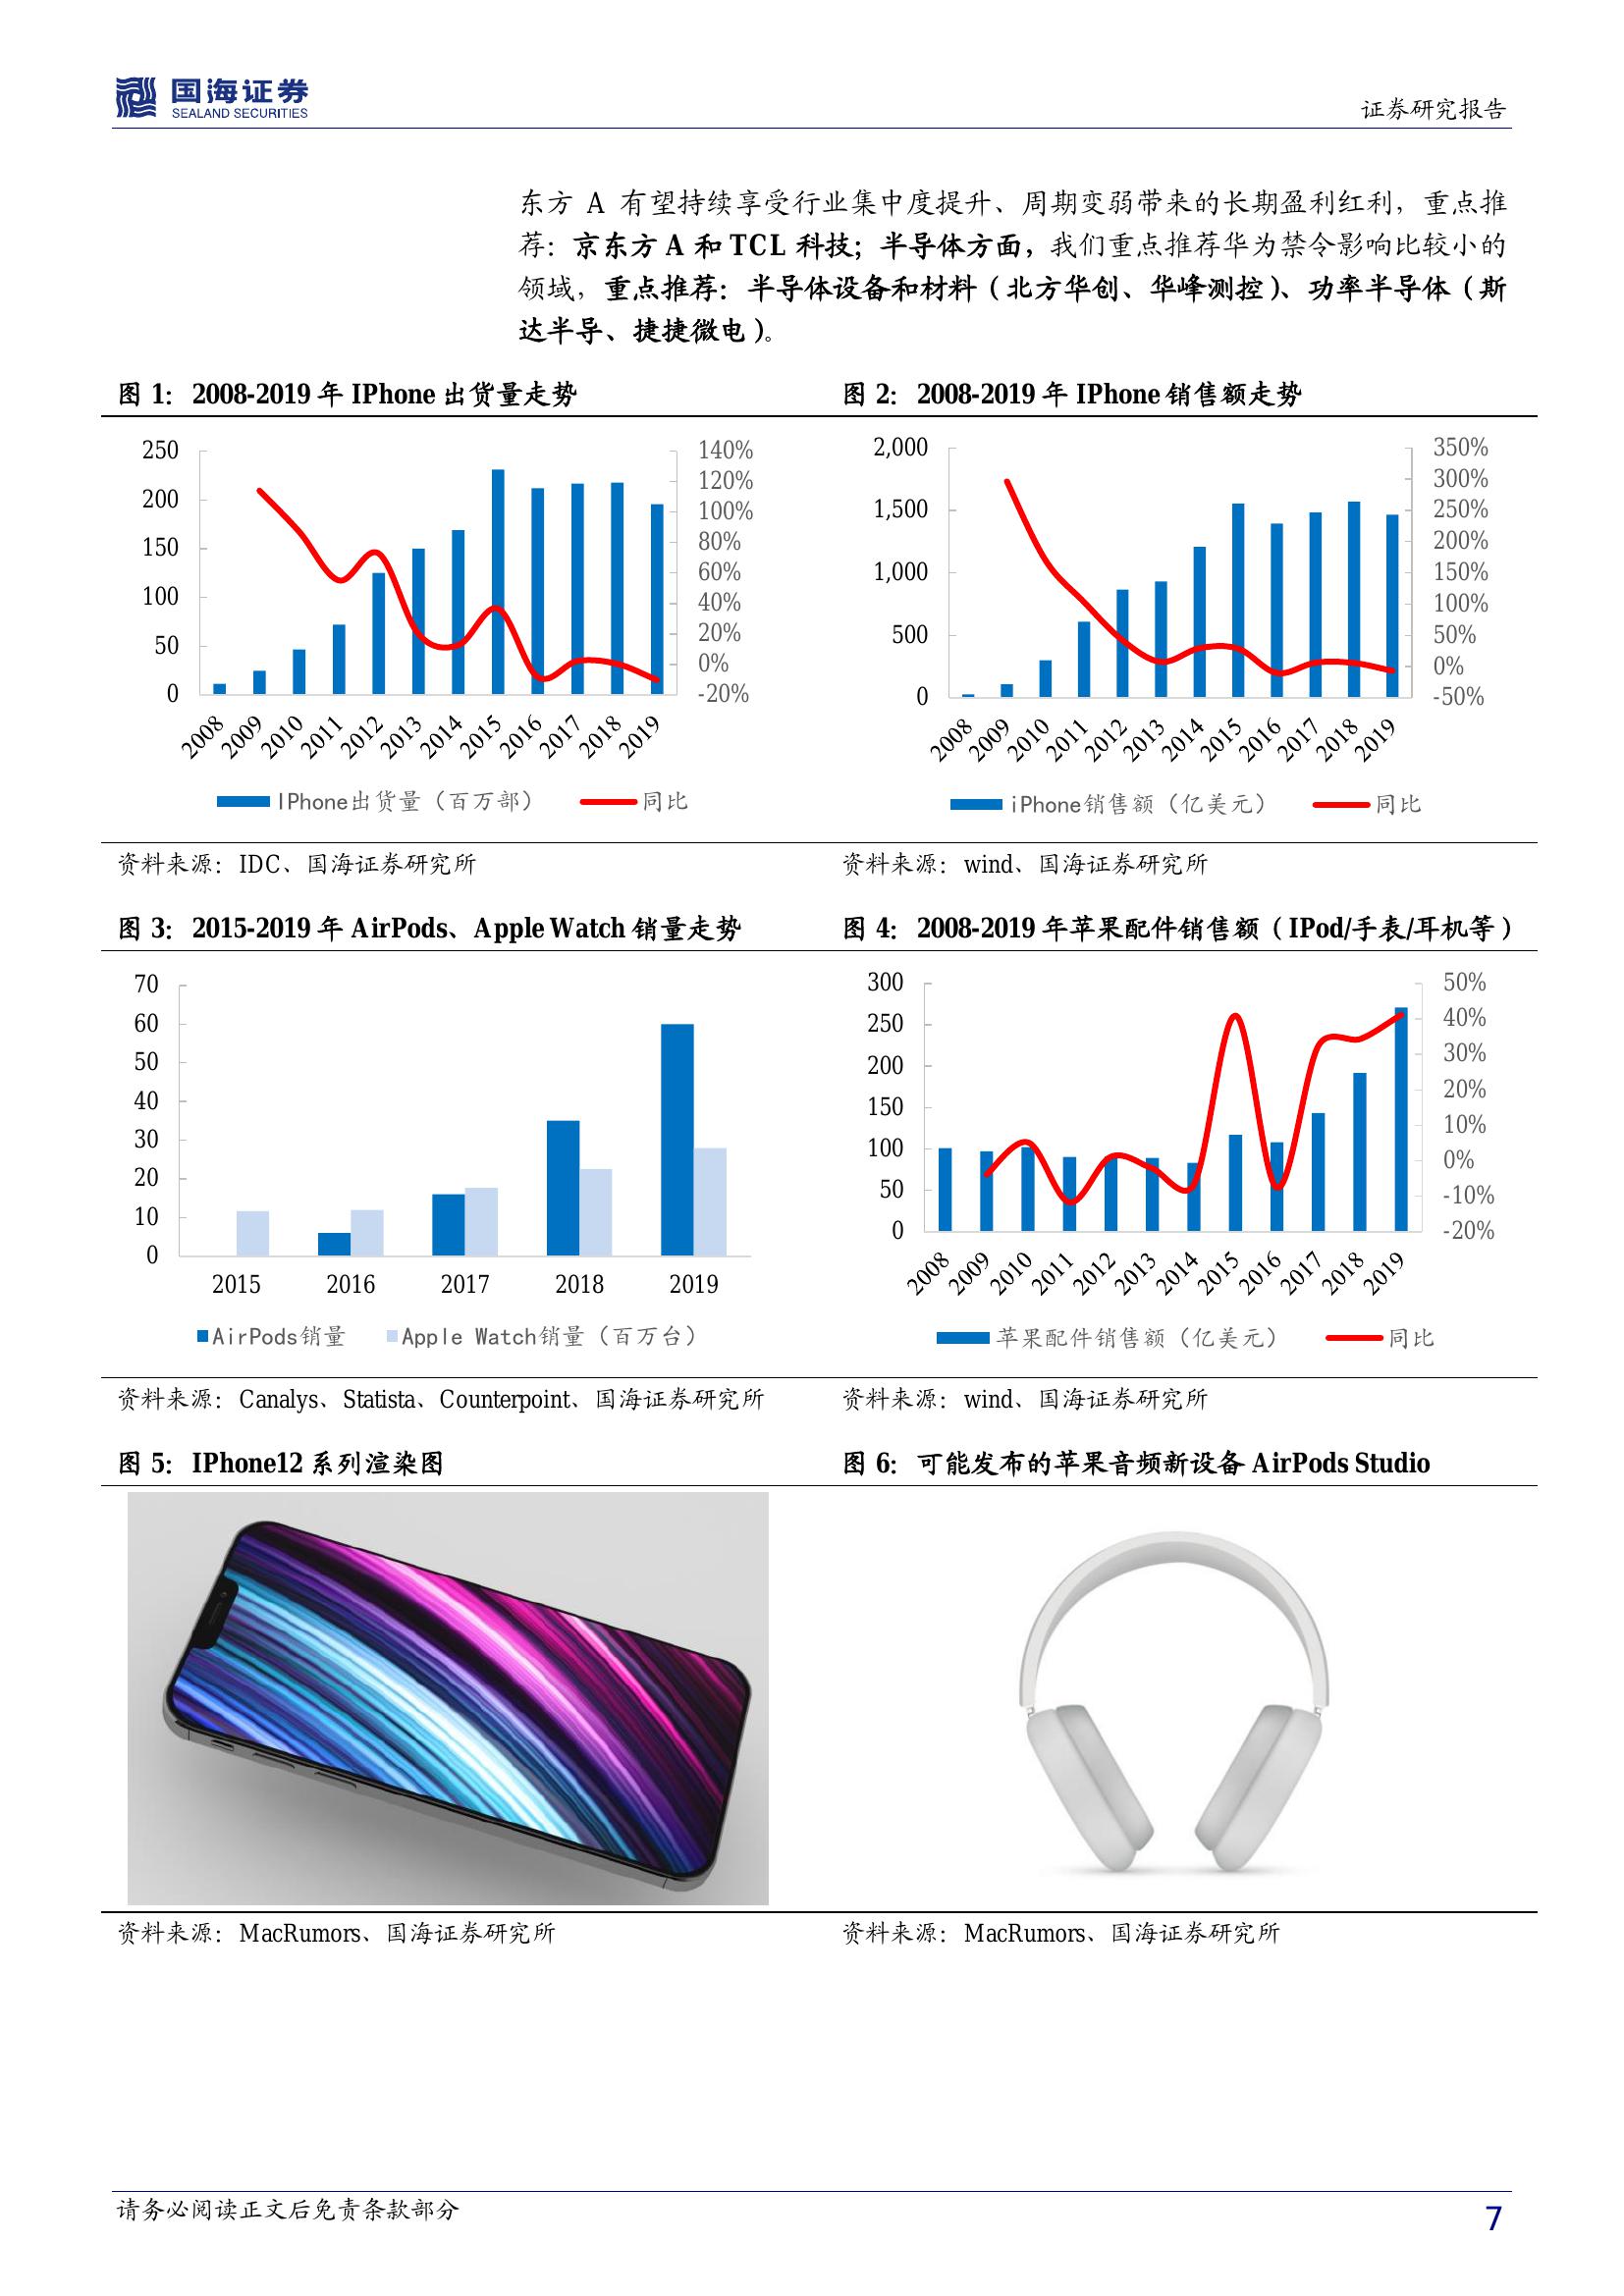 国海证券
SEALAND SECURITIES
证券研究报告
东方 A 有望持续享受行业集中度提升、周期变弱带来的长期盈利红利，重点推
荐：京东方 A 和 TCL 科技；半导体方面，我们重点推荐华为禁令影响比较小的
领域，重点推荐：半导体设备和材料（北方华创、华峰测控）、功率半导体（斯
达半导、捷捷微电）。
图 1： 2008-2019 年 IPhone 出货量走势
图 2： 2008-2019 年 IPhone 销售额走势
250
200
150
100
50
0
140%
120%
100%
80%
60%
40%
20%
0%
-20%
2008 2009 2010 2011 2012 2013 2014 2015 2016 2017 2018 2019
IPhone出货量（百万部） 同比
2,000
1,500
1,000
500
0
350%
300%
250%
200%
150%
100%
50%
0%
-50%
2008 2009 2010 2011 2012 2013 2014 2015 2016 2017 2018 2019
iPhone销售额（亿美元） 同比
资料来源：IDC、国海证券研究所
资料来源：wind、国海证券研究所
图 3： 2015-2019 年 AirPods、Apple Watch 销量走势
图 4： 2008-2019 年苹果配件销售额（IPod/手表/耳机等）
70
60
50
40
30
20
10
0
2015 2016 2017 2018 2019
AirPods销量 Apple Watch销量（百万台）
300
250
200
150
100
50
0
50%
40%
30%
20%
10%
0%
-10%
-20%
2008 2009 2010 2011 2012 2013 2014 2015 2016 2017 2018 2019
苹果配件销售额（亿美元） 同比
资料来源：Canalys、Statista、Counterpoint、国海证券研究所
资料来源：wind、国海证券研究所
图 5： IPhone12 系列渲染图
图 6： 可能发布的苹果音频新设备 AirPods Studio
资料来源：MacRumors、国海证券研究所
资料来源：MacRumors、国海证券研究所
请务必阅读正文后免责条款部分
7